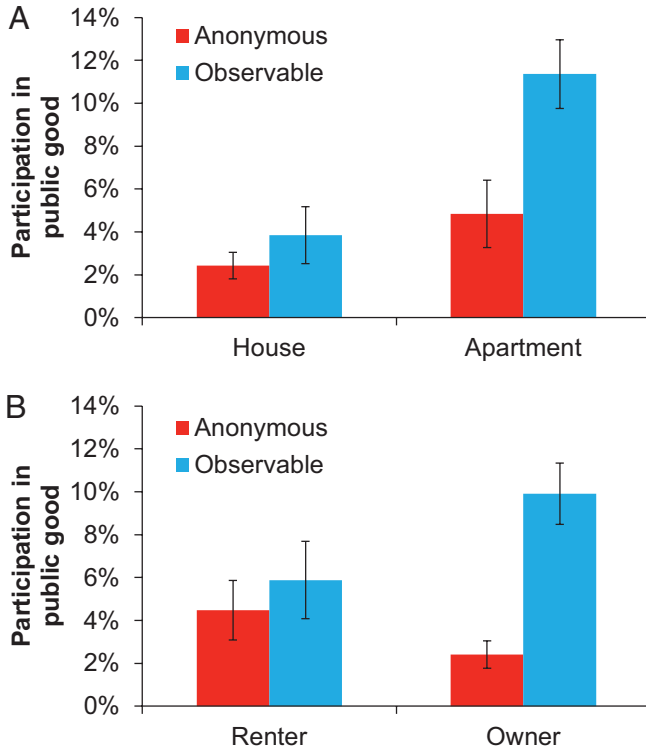 A
Participation in
public good
14%
12%
10%
8%
6%
4%
2%
0%
Anonymous
Observable
House
Apartment
B
Participation in
public good
14%
12%
10%
8%
6%
4%
2%
0%
Anonymous
Observable
Renter
Owner